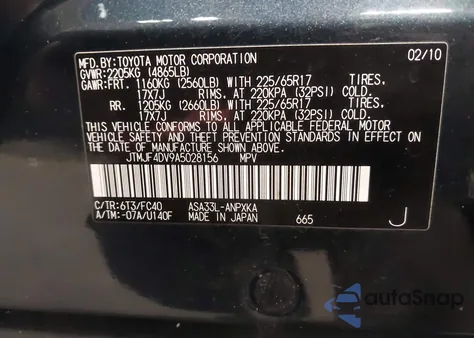 MFD.BY:TOYOTA MOTOR CORPORATION 02/10
GVWR:2205KG (4865LB)
GAWR:FRT. 1160KG (2560LB) WITH 225/65R17 TIRES,
17X7J RIMS, AT 220KPA (32PSI) COLD.
RR. 1205KG (2660LB) WITH 225/65R17 TIRES,
17X7J RIMS, AT 220KPA (32PSI) COLD.
THIS VEHICLE CONFORMS TO ALL APPLICABLE FEDERAL MOTOR
VEHICLE SAFETY AND BUMPER STANDARDS IN EFFECT ON
THE DATE OF MANUFACTURE SHOWN ABOVE.
JTMJF4DV9A5028156 MPV
C/TR:6T3/FC40 ASA33L-ANPXKA
A/TM:-07A/U140F MADE IN JAPAN 665 J
autoSnap